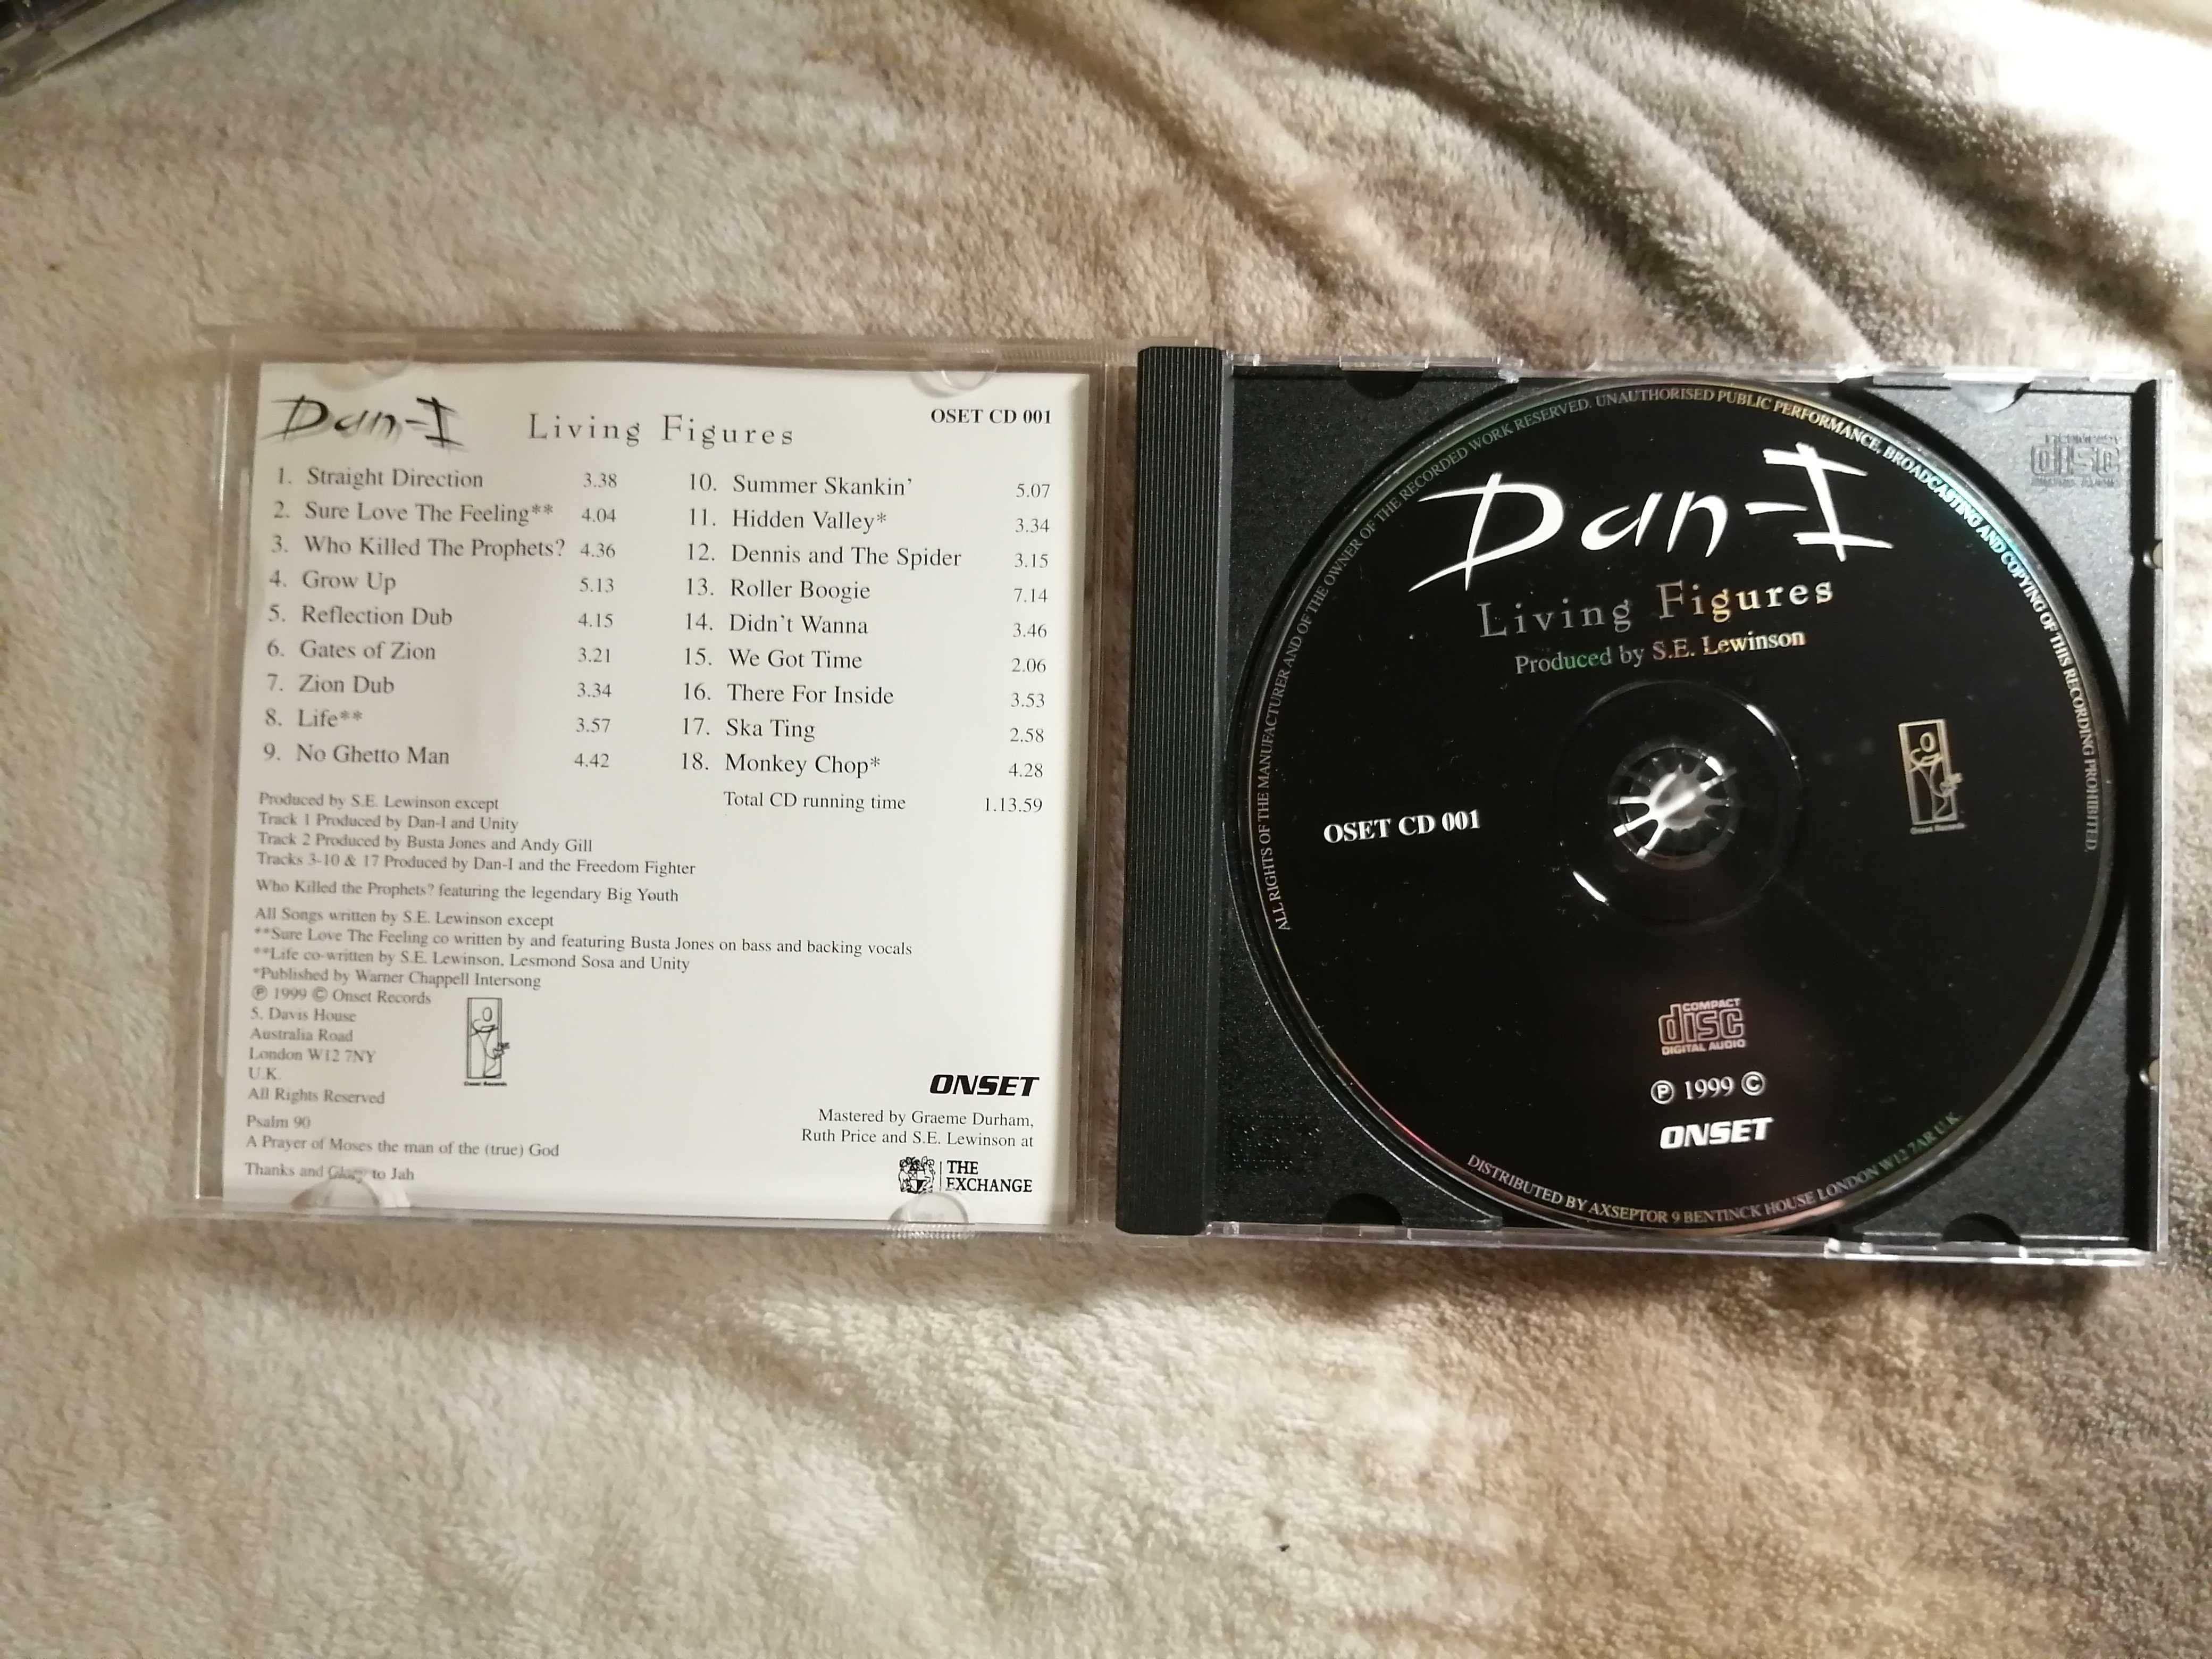 Dan-I Living Figures OSET CD 001
1. Straight Direction 3.38
2. Sure Love The Feeling** 4.04
3. Who Killed The Prophets? 4.36
4. Grow Up 5.13
5. Reflection Dub 4.15
6. Gates of Zion 3.21
7. Zion Dub 3.34
8. Life** 3.57
9. No Ghetto Man 4.42
10. Summer Skankin' 5.07
11. Hidden Valley* 3.34
12. Dennis and The Spider 3.15
13. Roller Boogie 7.14
14. Didn't Wanna 3.46
15. We Got Time 2.06
16. There For Inside 3.53
17. Ska Ting 2.58
18. Monkey Chop* 4.28
Total CD running time 1.13.59
Produced by S.E. Lewinson except
Track 1 Produced by Dan-I and Unity
Track 2 Produced by Busta Jones and Andy Gill
Tracks 3-10 & 17 Produced by Dan-I and the Freedom Fighter
Who Killed the Prophets? featuring the legendary Big Youth
All Songs written by S.E. Lewinson except
**Sure Love The Feeling co written by and featuring Busta Jones on bass and backing vocals
**Life co-written by S.E. Lewinson, Lesmond Sosa and Unity
*Published by Warner Chappell Intersong
℗ 1999 © Onset Records
5, Davis House
Australia Road
London W12 7NY
U.K.
All Rights Reserved
Onset Records
Psalm 90
A Prayer of Moses the man of the (true) God
Thanks and Glory to Jah
ONSET
Mastered by Graeme Durham,
Ruth Price and S.E. Lewinson at
THE
EXCHANGE
ALL RIGHTS OF THE MANUFACTURER AND OF THE OWNER OF THE RECORDED WORK RESERVED. UNAUTHORISED PUBLIC PERFORMANCE, BROADCASTING AND COPYING OF THIS RECORDING PROHIBITED.
Dan-I
Living Figures
Produced by S.E. Lewinson
OSET CD 001
Onset Records
COMPACT
disc
DIGITAL AUDIO
℗ 1999 ©
ONSET
DISTRIBUTED BY AXSEPTOR 9 BENTINCK HOUSE LONDON W12 7AR U.K.
COMPACT
disc